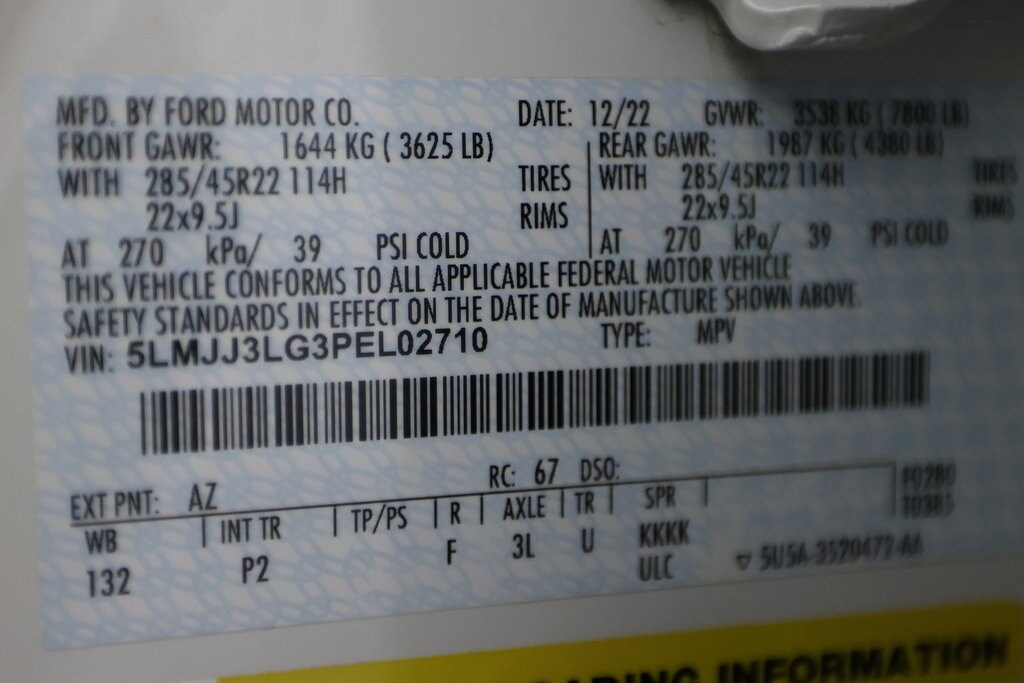 MFD. BY FORD MOTOR CO. DATE: 12/22 GVWR: 3538 KG ( 7800 LB)
FRONT GAWR: 1644 KG ( 3625 LB) REAR GAWR: 1987 KG ( 4380 LB)
WITH 285/45R22 114H TIRES WITH 285/45R22 114H TIRES
22x9.5J RIMS 22x9.5J RIMS
AT 270 kPa/ 39 PSI COLD AT 270 kPa/ 39 PSI COLD
THIS VEHICLE CONFORMS TO ALL APPLICABLE FEDERAL MOTOR VEHICLE
SAFETY STANDARDS IN EFFECT ON THE DATE OF MANUFACTURE SHOWN ABOVE.
VIN: 5LMJJ3LG3PEL02710 TYPE: MPV
RC: 67 DSO:
EXT PNT: AZ
WB INT TR TP/PS R AXLE TR SPR
132 P2 F 3L U KKKK
ULC
INFORMATION